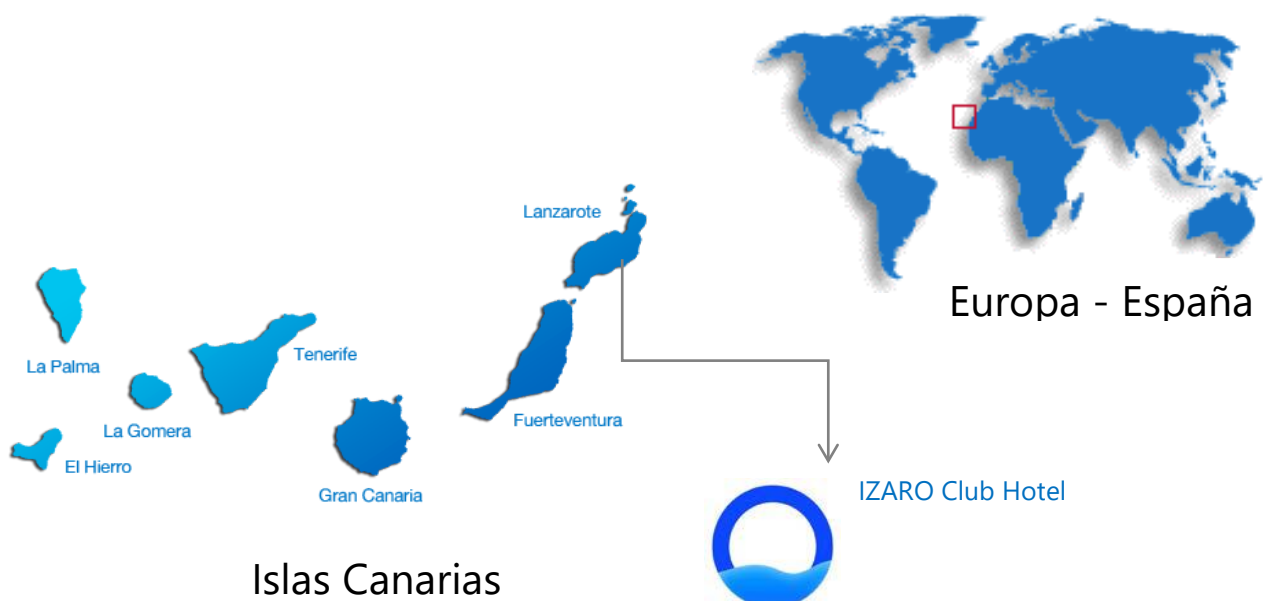 Lanzarote
Europa - España
Tenerife
La Palma
Fuerteventura
La Gomera
El Hierro
Gran Canaria
IZARO Club Hotel
Islas Canarias